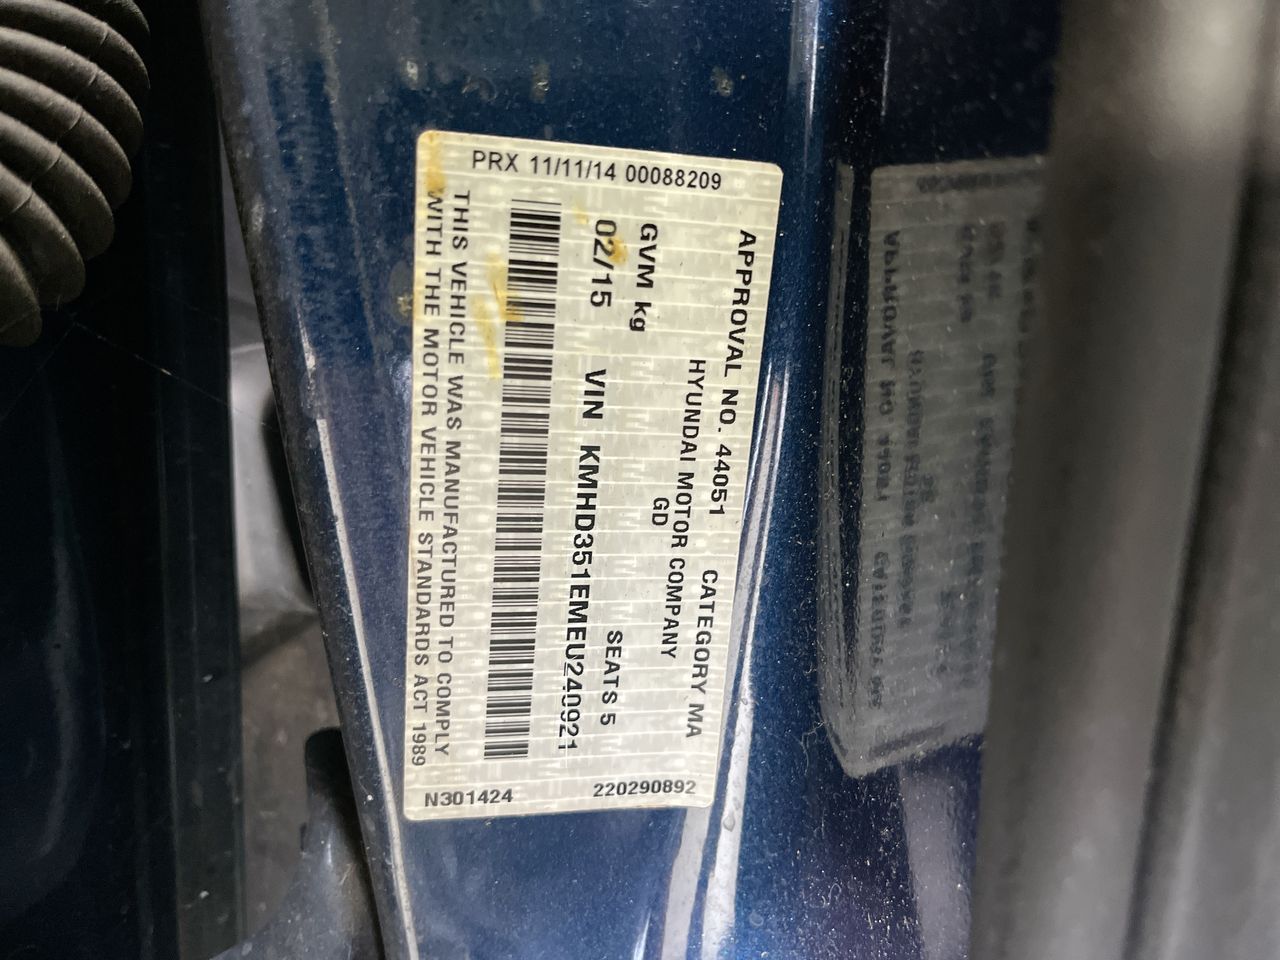 PRX 11/11/14 00088209
APPROVAL NO. 44051 CATEGORY MA
HYUNDAI MOTOR COMPANY
GD
GVM kg SEATS 5
02/15 VIN KMHD351EMEU240921
THIS VEHICLE WAS MANUFACTURED TO COMPLY
WITH THE MOTOR VEHICLE STANDARDS ACT 1989
N301424 220290892